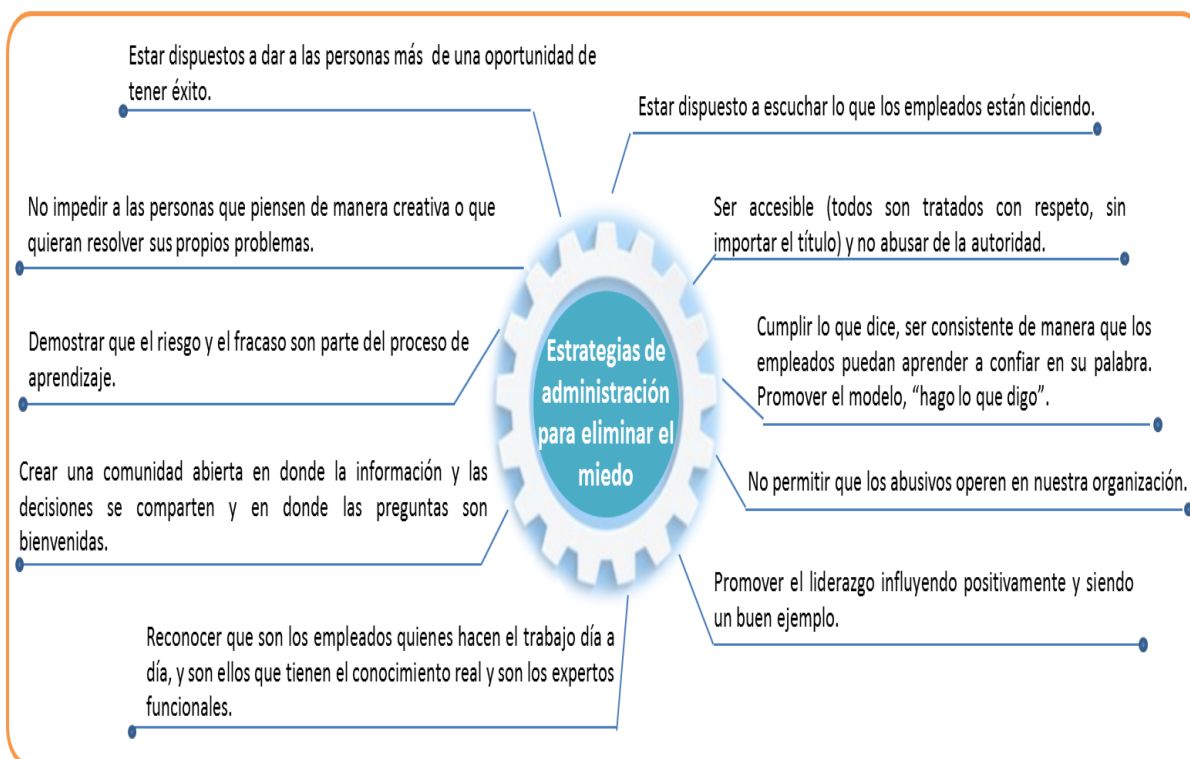 Estar dispuestos a dar a las personas más de una oportunidad de
tener éxito.
Estar dispuesto a escuchar lo que los empleados están diciendo.
No impedir a las personas que piensen de manera creativa o que
quieran resolver sus propios problemas.
Ser accesible (todos son tratados con respeto, sin
importar el título) y no abusar de la autoridad.
Demostrar que el riesgo y el fracaso son parte del proceso de
aprendizaje.
Estrategias de
administración
para eliminar el
miedo
Cumplir lo que dice, ser consistente de manera que los
empleados puedan aprender a confiar en su palabra.
Promover el modelo, “hago lo que digo”.
Crear una comunidad abierta en donde la información y las
decisiones se comparten y en donde las preguntas son
bienvenidas.
No permitir que los abusivos operen en nuestra organización.
Reconocer que son los empleados quienes hacen el trabajo día a
día, y son ellos que tienen el conocimiento real y son los expertos
funcionales.
Promover el liderazgo influyendo positivamente y siendo
un buen ejemplo.